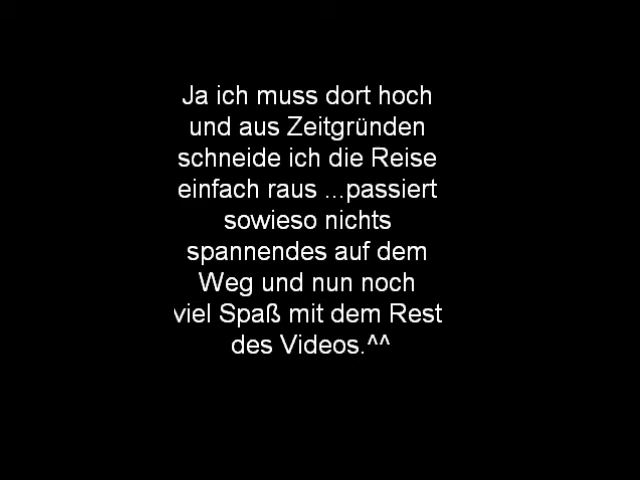 Ja ich muss dort hoch
und aus Zeitgründen
schneide ich die Reise
einfach raus ...passiert
sowieso nichts
spannendes auf dem
Weg und nun noch
viel Spaß mit dem Rest
des Videos.^^